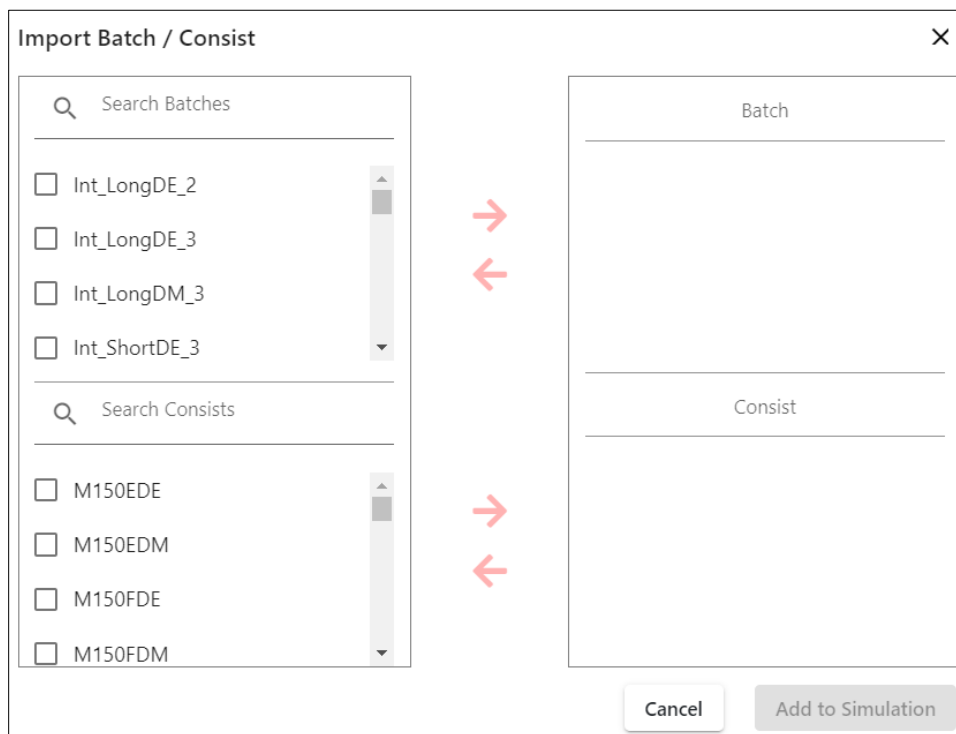 Import Batch / Consist
Search Batches
Int_LongDE_2
Int_LongDE_3
Int_LongDM_3
Int_ShortDE_3
Search Consists
M150EDE
M150EDM
M150FDE
M150FDM
Batch
Consist
Cancel
Add to Simulation